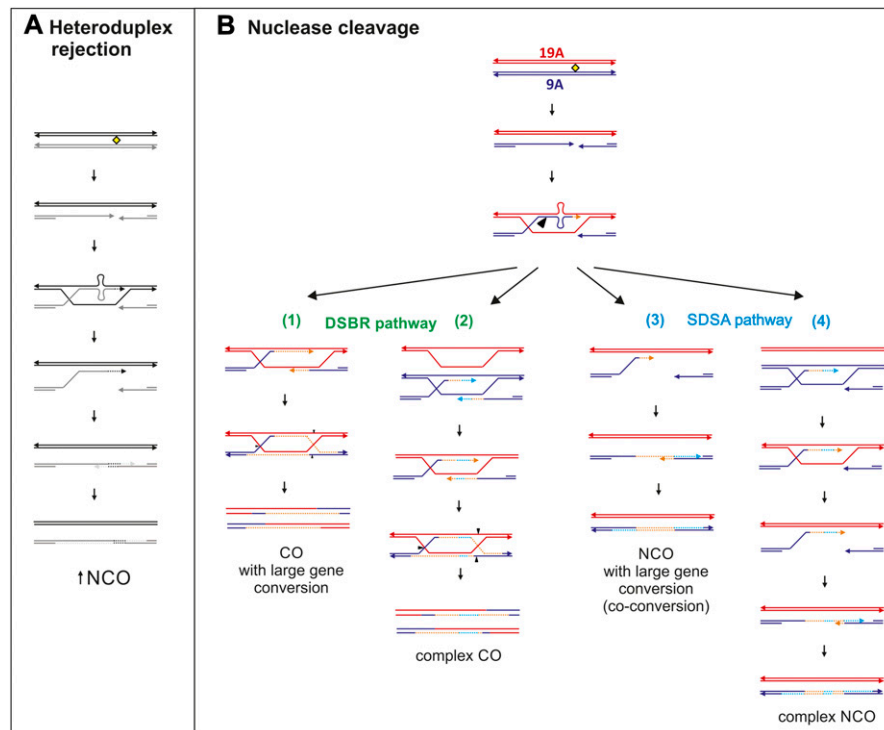 A Heteroduplex
rejection
↑NCO
B Nuclease cleavage
19A
9A
(1) DSBR pathway (2)
(3) SDSA pathway (4)
CO
with large gene
conversion
complex CO
NCO
with large gene
conversion
(co-conversion)
complex NCO